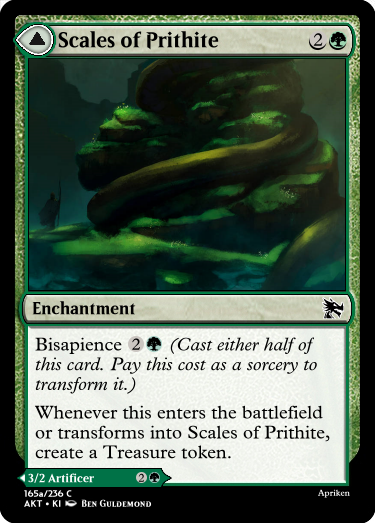 Scales of Prithite 2
Enchantment
Bisapience 2 (Cast either half of
this card. Pay this cost as a sorcery to
transform it.)
Whenever this enters the battlefield
or transforms into Scales of Prithite,
create a Treasure token.
3/2 Artificer 2
165a/236 C
AKT • KI Ben Guldemond
Apriken